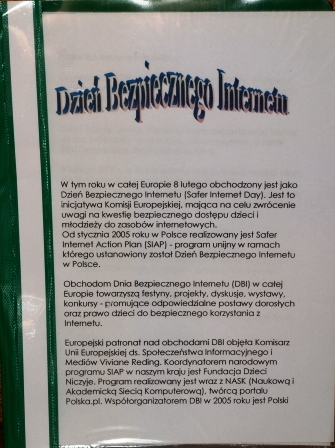 Dzień Bezpiecznego Internetu
W tym roku w całej Europie 8 lutego obchodzony jest jako
Dzień Bezpiecznego Internetu (Safer Internet Day). Jest to
inicjatywa Komisji Europejskiej, mająca na celu zwrócenie
uwagi na kwestię bezpiecznego dostępu dzieci i
młodzieży do zasobów internetowych.
Od stycznia 2005 roku w Polsce realizowany jest Safer
Internet Action Plan (SIAP) - program unijny w ramach
którego ustanowiony został Dzień Bezpiecznego Internetu
w Polsce.
Obchodom Dnia Bezpiecznego Internetu (DBI) w całej
Europie towarzyszą festyny, projekty, dyskusje, wystawy,
konkursy - promujące odpowiedzialne postawy dorosłych
oraz prawo dzieci do bezpiecznego korzystania z
Internetu.
Europejski patronat nad obchodami DBI objęła Komisarz
Unii Europejskiej ds. Społeczeństwa Informacyjnego i
Mediów Viviane Reding. Koordynatorem narodowym
programu SIAP w naszym kraju jest Fundacja Dzieci
Niczyje. Program realizowany jest wraz z NASK (Naukową i
Akademicką Siecią Komputerową), twórcą portalu
Polska.pl. Współorganizatorem DBI w 2005 roku jest Polski